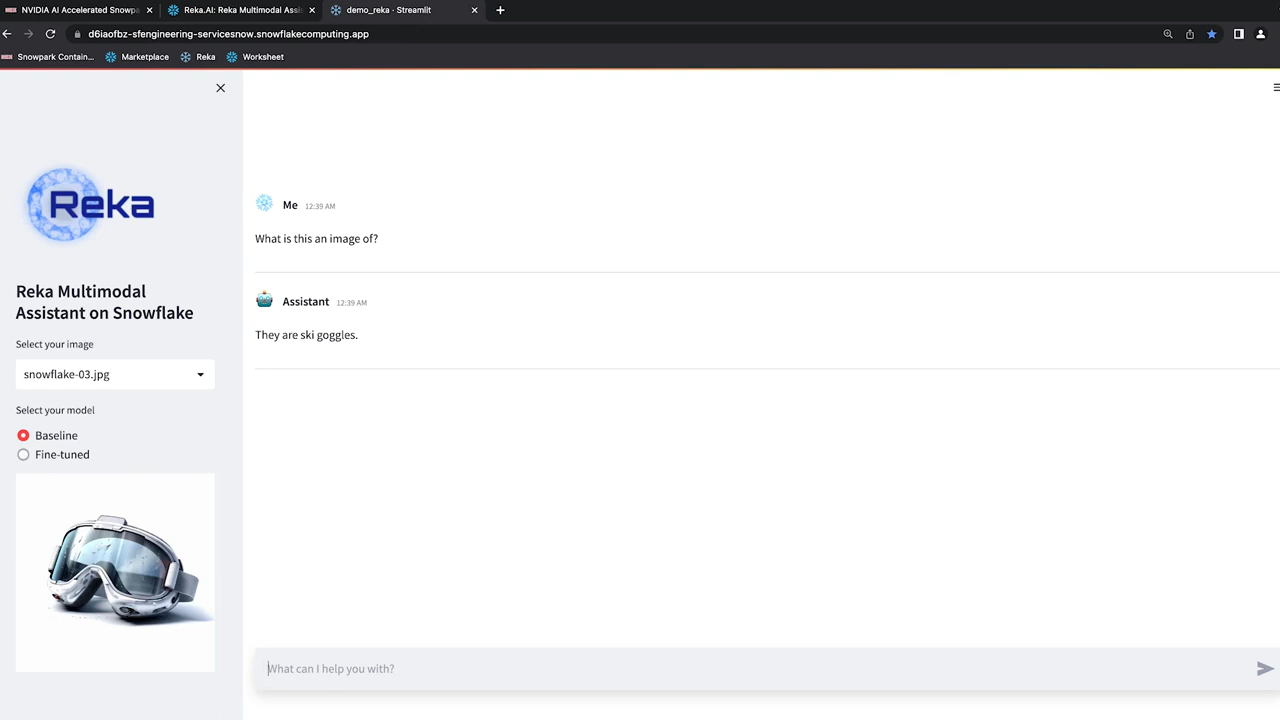 NVIDIA AI Accelerated Snowpa
Reka.AI: Reka Multimodal Assi
demo_reka · Streamlit
d6iaofbz-sfengineering-servicesnow.snowflakecomputing.app
Snowpark Contain...
Marketplace
Reka
Worksheet
Reka
Reka Multimodal
Assistant on Snowflake
Select your image
snowflake-03.jpg
Select your model
Baseline
Fine-tuned
Me 12:39 AM
What is this an image of?
Assistant 12:39 AM
They are ski goggles.
What can I help you with?